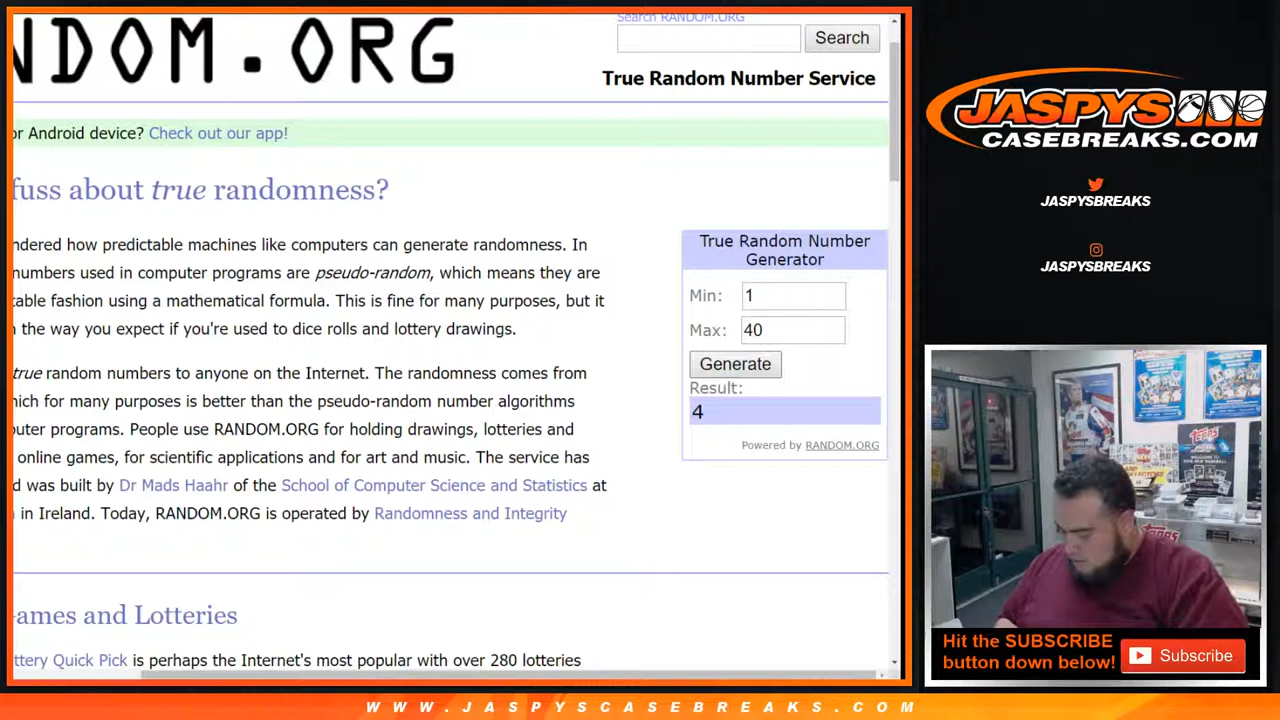 NDOM.ORG
Search RANDOM.ORG
Search
True Random Number Service
or Android device? Check out our app!
fuss about true randomness?
ndered how predictable machines like computers can generate randomness. In
numbers used in computer programs are pseudo-random, which means they are
table fashion using a mathematical formula. This is fine for many purposes, but it
n the way you expect if you're used to dice rolls and lottery drawings.
true random numbers to anyone on the Internet. The randomness comes from
hich for many purposes is better than the pseudo-random number algorithms
uter programs. People use RANDOM.ORG for holding drawings, lotteries and
online games, for scientific applications and for art and music. The service has
d was built by Dr Mads Haahr of the School of Computer Science and Statistics at
in Ireland. Today, RANDOM.ORG is operated by Randomness and Integrity
Games and Lotteries
ttery Quick Pick is perhaps the Internet's most popular with over 280 lotteries
True Random Number
Generator
Min: 1
Max: 40
Generate
Result:
4
Powered by RANDOM.ORG
JASPYS
CASEBREAKS.COM
JASPYSBREAKS
JASPYSBREAKS
TOPPS
Hit the SUBSCRIBE
button down below!
Subscribe
WWW.JASPYSCASEBREAKS.COM